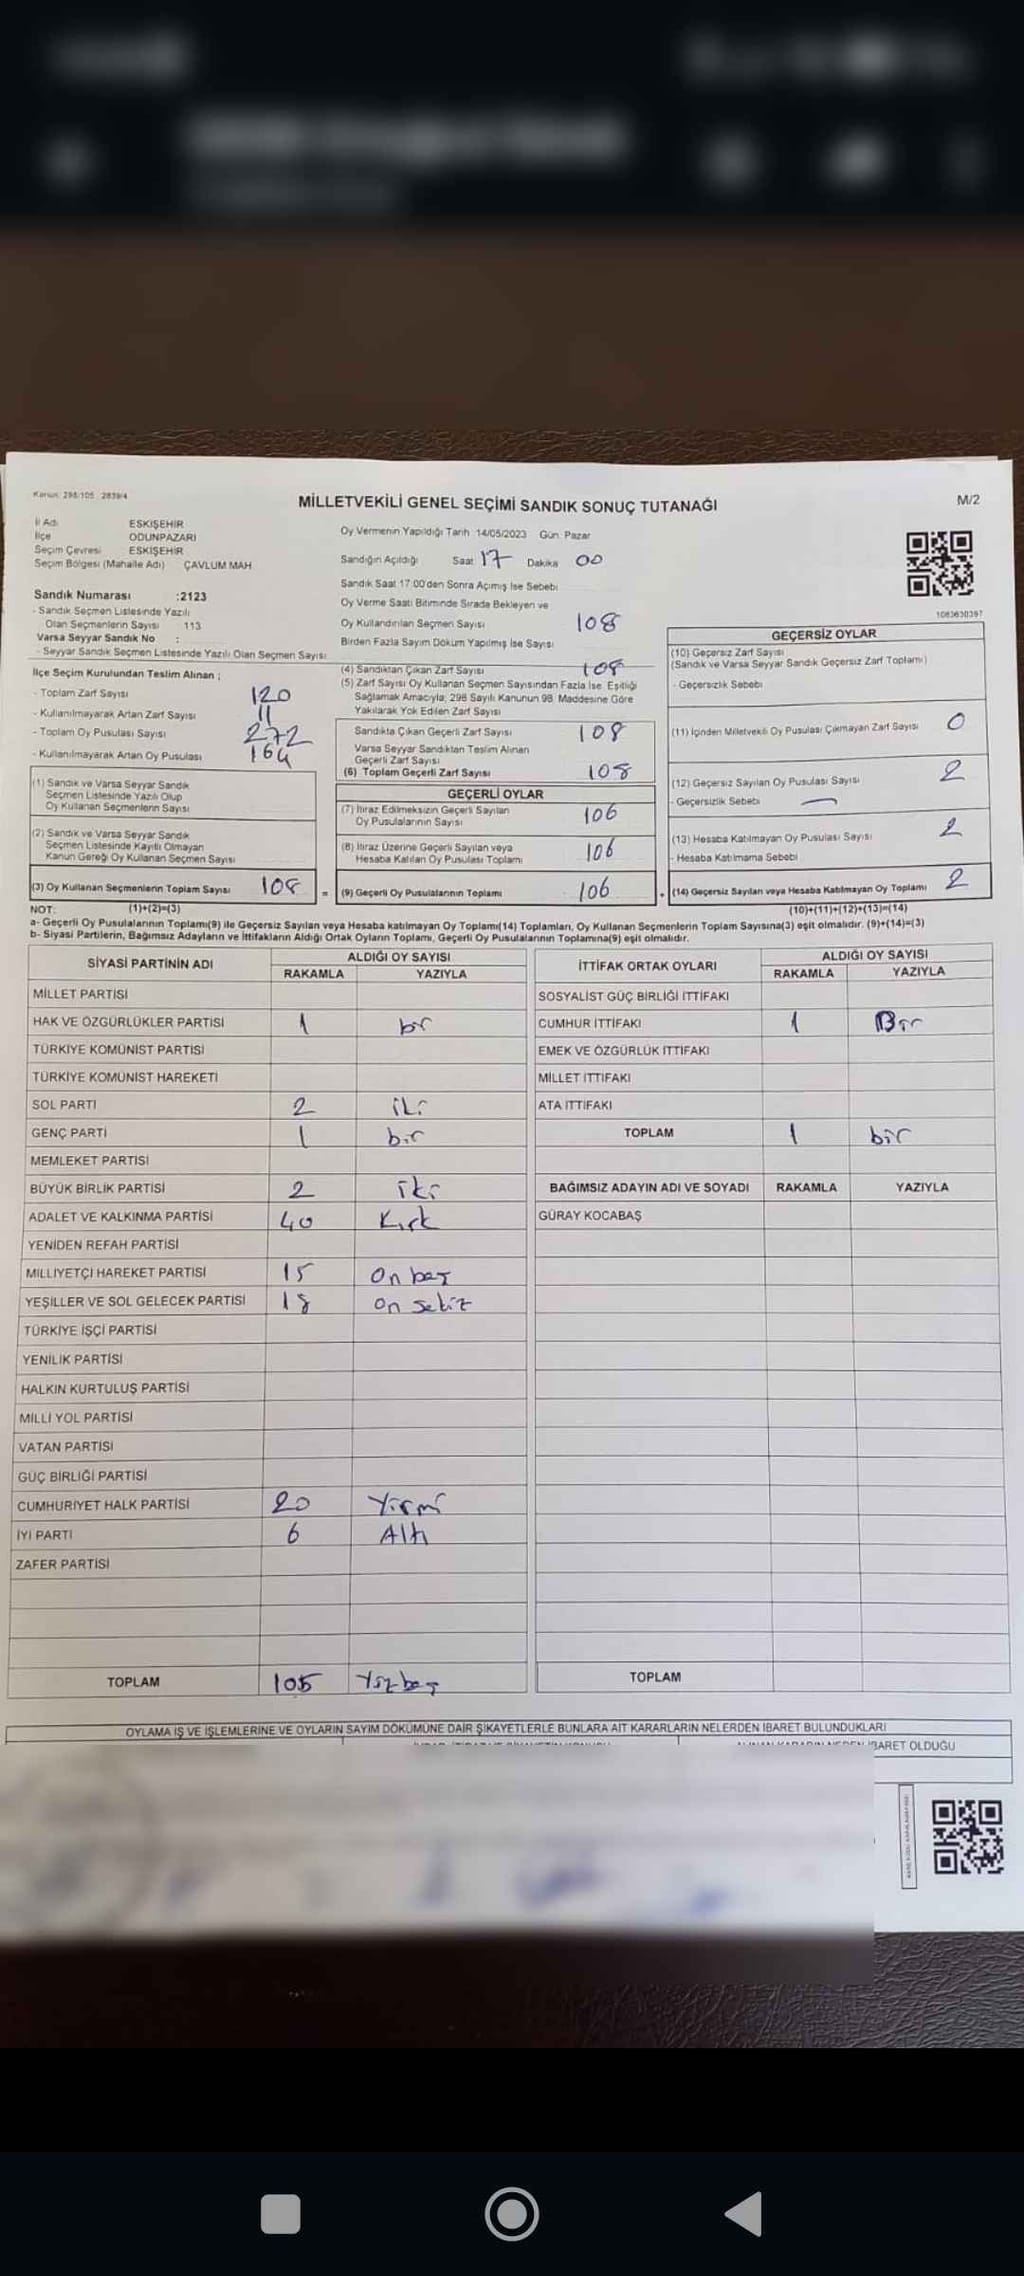 Kanun: 298/105 , 2839/4
MİLLETVEKİLİ GENEL SEÇİMİ SANDIK SONUÇ TUTANAĞI
M/2
İl Adı ESKİŞEHİR
İlçe ODUNPAZARI
Seçim Çevresi ESKİŞEHİR
Seçim Bölgesi (Mahalle Adı) ÇAVLUM MAH
Oy Vermenin Yapıldığı Tarih :14/05/2023 Gün: Pazar
Sandığın Açıldığı Saat 17 Dakika 00
Sandık Saat 17:00'den Sonra Açımış İse Sebebi
Oy Verme Saati Bitiminde Sırada Bekleyen ve
Oy Kullandırılan Seçmen Sayısı 108
Birden Fazla Sayım Döküm Yapılmış İse Sayısı
1083630397
Sandık Numarası :2123
- Sandık Seçmen Listesinde Yazılı
Olan Seçmenlerin Sayısı 113
Varsa Seyyar Sandık No :
- Seyyar Sandık Seçmen Listesinde Yazılı Olan Seçmen Sayısı
İlçe Seçim Kurulundan Teslim Alınan ;
- Toplam Zarf Sayısı 120
- Kullanılmayarak Artan Zarf Sayısı 11
- Toplam Oy Pusulası Sayısı 272
- Kullanılmayarak Artan Oy Pusulası 164
(1) Sandık ve Varsa Seyyar Sandık
Seçmen Listesinde Yazılı Olup
Oy Kullanan Seçmenlerin Sayısı
(2) Sandık ve Varsa Seyyar Sandık
Seçmen Listesinde Kayıtlı Olmayan
Kanun Gereği Oy Kullanan Seçmen Sayısı
(3) Oy Kullanan Seçmenlerin Toplam Sayısı 108 =
(4) Sandıktan Çıkan Zarf Sayısı 108
(5) Zarf Sayısı Oy Kullanan Seçmen Sayısından Fazla İse, Eşitliği
Sağlamak Amacıyla; 298 Sayılı Kanunun 98. Maddesine Göre
Yakılarak Yok Edilen Zarf Sayısı
Sandıkta Çıkan Geçerli Zarf Sayısı 108
Varsa Seyyar Sandıktan Teslim Alınan
Geçerli Zarf Sayısı
(6) Toplam Geçerli Zarf Sayısı 108
GEÇERLİ OYLAR
(7) İtiraz Edilmeksizin Geçerli Sayılan
Oy Pusulalarının Sayısı 106
(8) İtiraz Üzerine Geçerli Sayılan veya
Hesaba Katılan Oy Pusulası Toplamı 106
(9) Geçerli Oy Pusulalarının Toplamı 106 +
GEÇERSİZ OYLAR
(10) Geçersiz Zarf Sayısı
(Sandık ve Varsa Seyyar Sandık Geçersiz Zarf Toplamı)
- Geçersizlik Sebebi
(11) İçinden Milletvekili Oy Pusulası Çıkmayan Zarf Sayısı 0
(12) Geçersiz Sayılan Oy Pusulası Sayısı 2
- Geçersizlik Sebebi —
(13) Hesaba Katılmayan Oy Pusulası Sayısı 2
- Hesaba Katılmama Sebebi
(14) Geçersiz Sayılan veya Hesaba Katılmayan Oy Toplamı 2
NOT: (1)+(2)=(3) (10)+(11)+(12)+(13)=(14)
a- Geçerli Oy Pusulalarının Toplamı(9) ile Geçersiz Sayılan veya Hesaba katılmayan Oy Toplamı(14) Toplamları, Oy Kullanan Seçmenlerin Toplam Sayısına(3) eşit olmalıdır. (9)+(14)=(3)
b- Siyasi Partilerin, Bağımsız Adayların ve İttifakların Aldığı Ortak Oyların Toplamı, Geçerli Oy Pusulalarının Toplamına(9) eşit olmalıdır.
SİYASİ PARTİNİN ADI ALDIĞI OY SAYISI
RAKAMLA YAZIYLA
MİLLET PARTİSİ
HAK VE ÖZGÜRLÜKLER PARTİSİ 1 bir
TÜRKİYE KOMÜNİST PARTİSİ
TÜRKİYE KOMÜNİST HAREKETİ
SOL PARTİ 2 iki
GENÇ PARTİ 1 bir
MEMLEKET PARTİSİ
BÜYÜK BİRLİK PARTİSİ 2 iki
ADALET VE KALKINMA PARTİSİ 40 Kırk
YENİDEN REFAH PARTİSİ
MİLLİYETÇİ HAREKET PARTİSİ 15 On beş
YEŞİLLER VE SOL GELECEK PARTİSİ 18 on sekiz
TÜRKİYE İŞÇİ PARTİSİ
YENİLİK PARTİSİ
HALKIN KURTULUŞ PARTİSİ
MİLLİ YOL PARTİSİ
VATAN PARTİSİ
GÜÇ BİRLİĞİ PARTİSİ
CUMHURİYET HALK PARTİSİ 20 Yirmi
İYİ PARTİ 6 Altı
ZAFER PARTİSİ
TOPLAM 105 Yüzbeş
İTTİFAK ORTAK OYLARI ALDIĞI OY SAYISI
RAKAMLA YAZIYLA
SOSYALİST GÜÇ BİRLİĞİ İTTİFAKI
CUMHUR İTTİFAKI 1 Bir
EMEK VE ÖZGÜRLÜK İTTİFAKI
MİLLET İTTİFAKI
ATA İTTİFAKI
TOPLAM 1 bir
BAĞIMSIZ ADAYIN ADI VE SOYADI RAKAMLA YAZIYLA
GÜRAY KOCABAŞ
TOPLAM
OYLAMA İŞ VE İŞLEMLERİNE VE OYLARIN SAYIM DÖKÜMÜNE DAİR ŞİKAYETLERLE BUNLARA AİT KARARLARIN NELERDEN İBARET BULUNDUKLARI
İBARET OLDUĞU